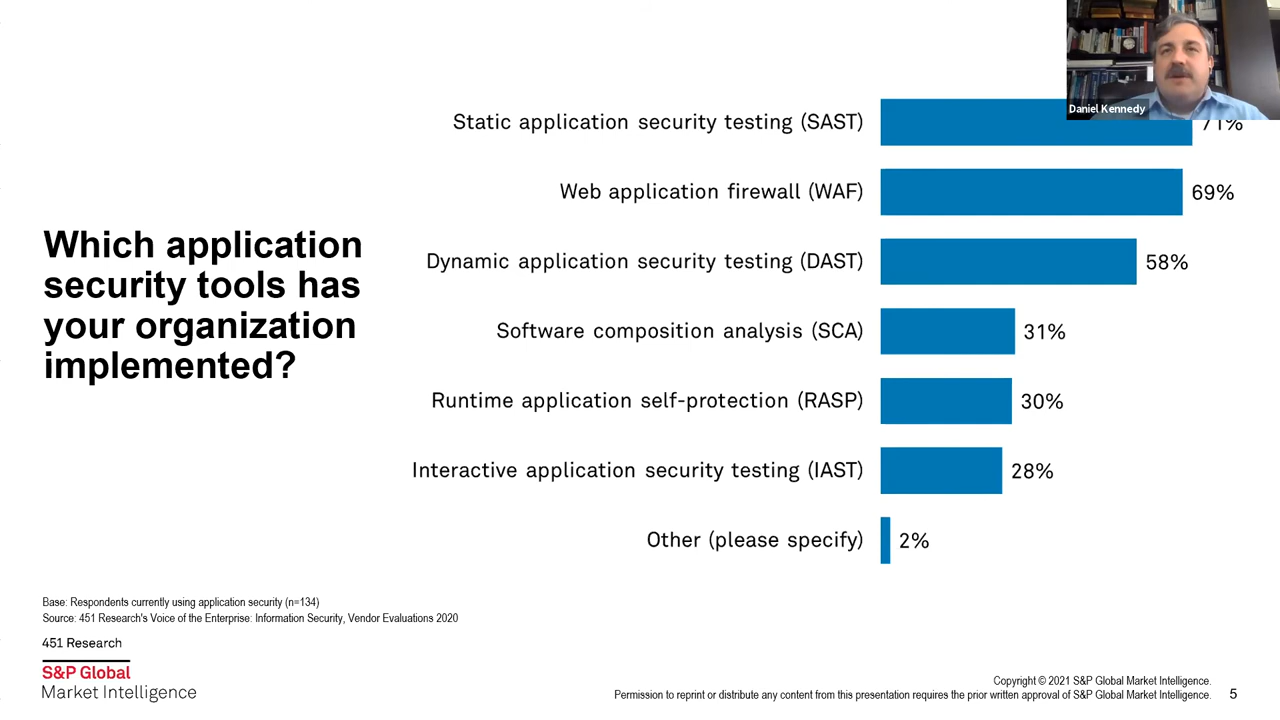 Daniel Kennedy
Static application security testing (SAST)
71%
Web application firewall (WAF)
69%
Dynamic application security testing (DAST)
58%
Which application
security tools has
your organization
implemented?
Software composition analysis (SCA)
31%
Runtime application self-protection (RASP)
30%
Interactive application security testing (IAST)
28%
Other (please specify)
2%
Base: Respondents currently using application security (n=134)
Source: 451 Research's Voice of the Enterprise: Information Security, Vendor Evaluations 2020
451 Research
S&P Global
Market Intelligence
Copyright © 2021 S&P Global Market Intelligence.
Permission to reprint or distribute any content from this presentation requires the prior written approval of S&P Global Market Intelligence.
5